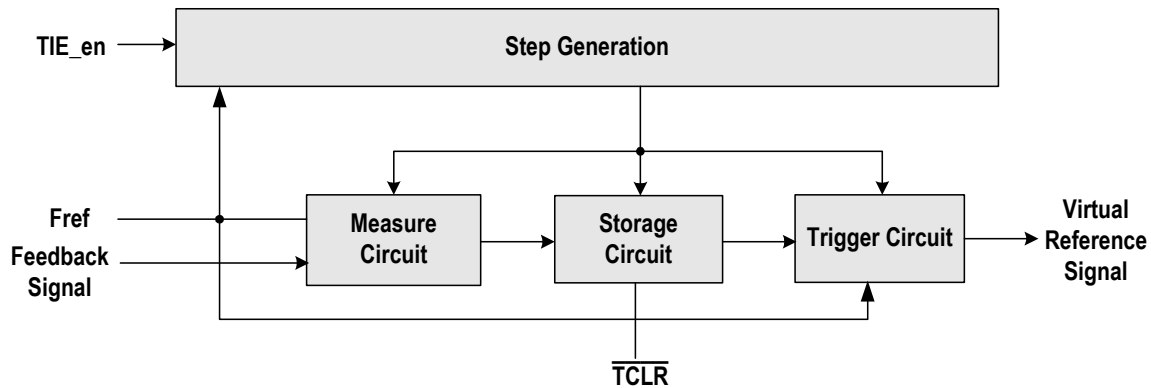 Step Generation
TIE_en
Fref
Feedback
Signal
Measure
Circuit
Storage
Circuit
Trigger Circuit
Virtual
Reference
Signal
TCLR